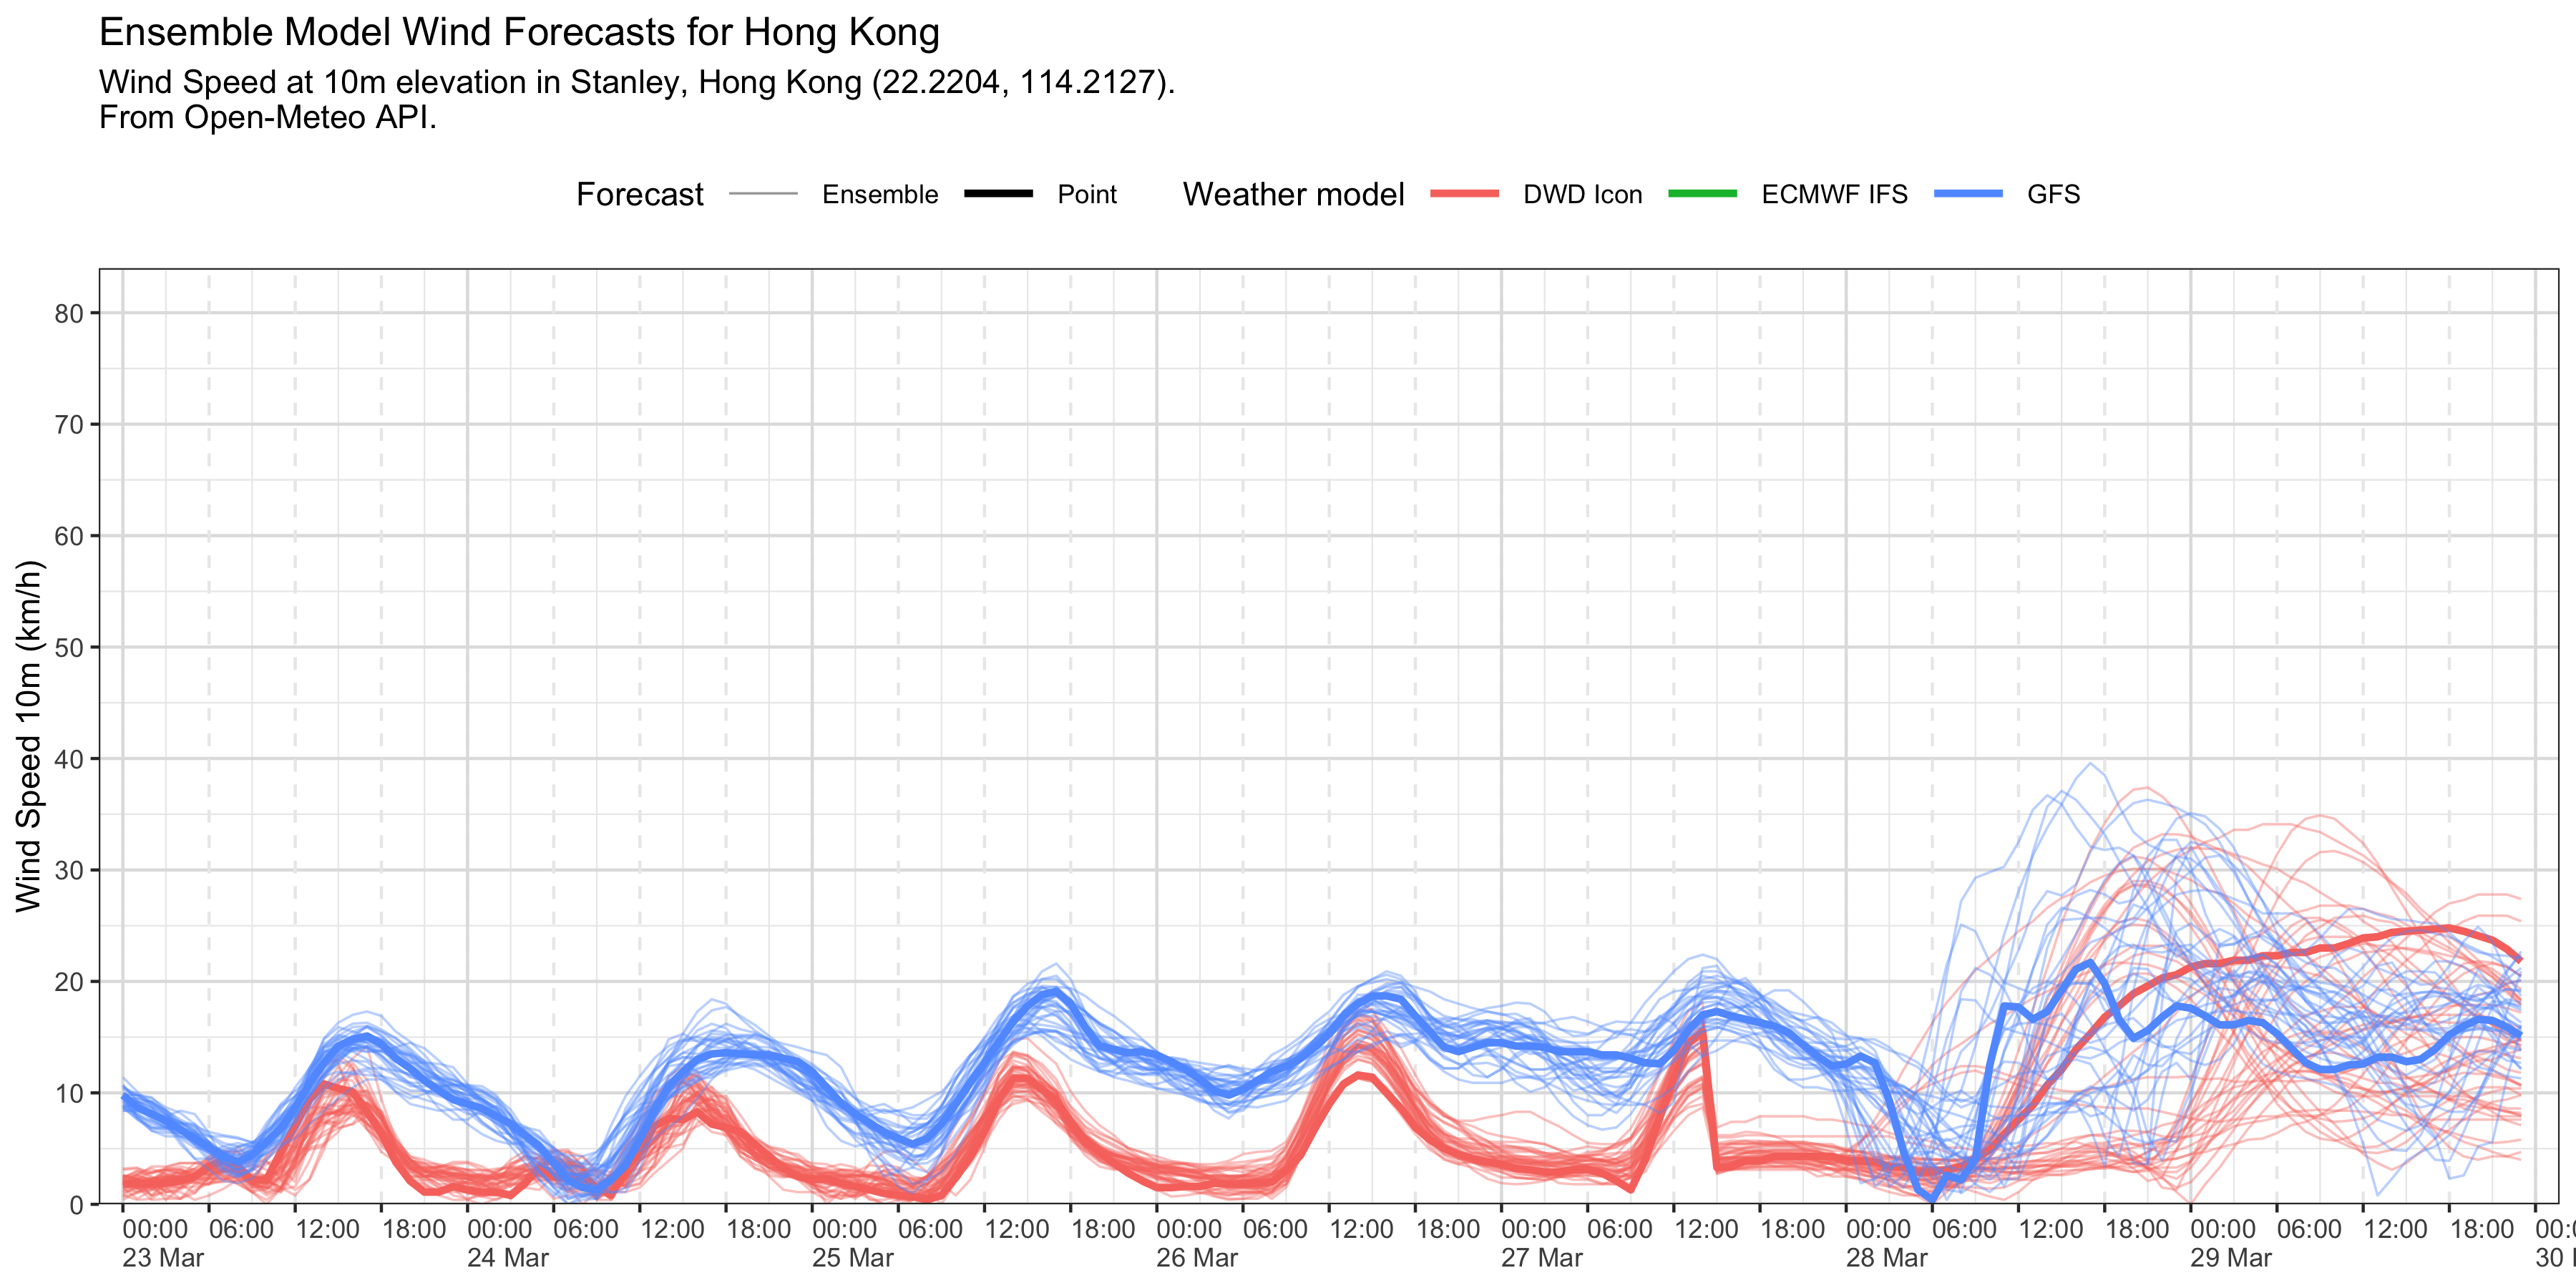 Ensemble Model Wind Forecasts for Hong Kong
Wind Speed at 10m elevation in Stanley, Hong Kong (22.2204, 114.2127).
From Open-Meteo API.
Forecast Ensemble Point Weather model DWD Icon ECMWF IFS GFS
Wind Speed 10m (km/h)
80
70
60
50
40
30
20
10
0
00:00 06:00 12:00 18:00 00:00 06:00 12:00 18:00 00:00 06:00 12:00 18:00 00:00 06:00 12:00 18:00 00:00 06:00 12:00 18:00 00:00 06:00 12:00 18:00 00:00 06:00 12:00 18:00
23 Mar 24 Mar 25 Mar 26 Mar 27 Mar 28 Mar 29 Mar 30